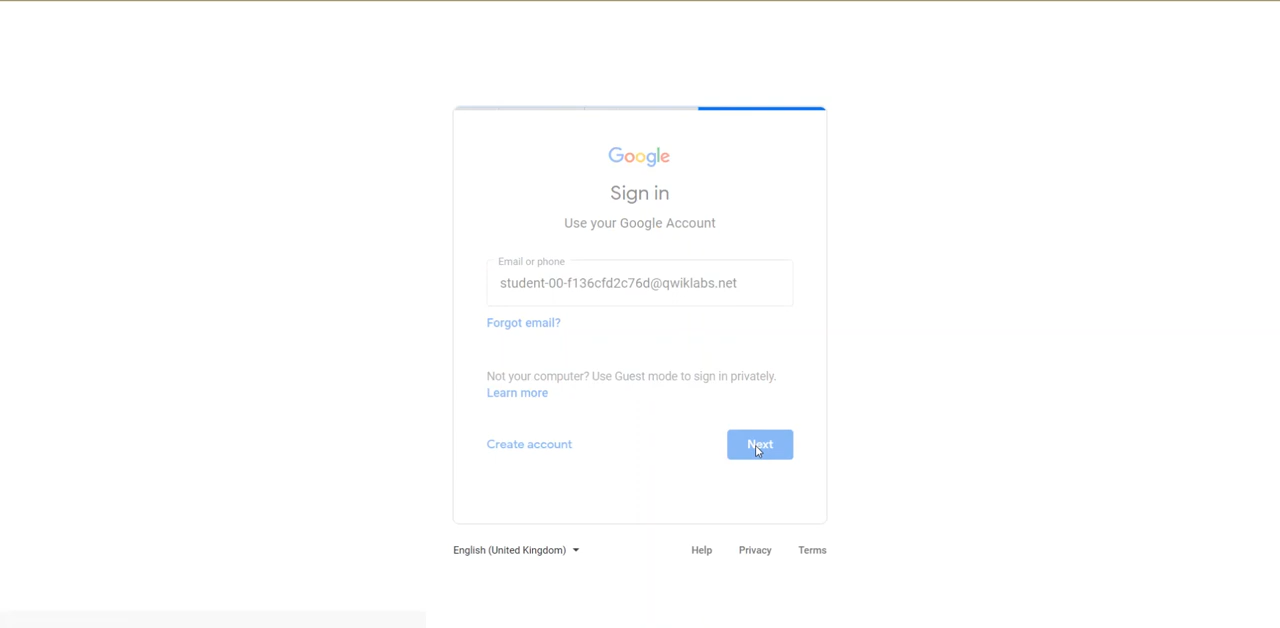 Google
Sign in
Use your Google Account
Email or phone
student-00-f136cfd2c76d@qwiklabs.net
Forgot email?
Not your computer? Use Guest mode to sign in privately.
Learn more
Create account
Next
English (United Kingdom)
Help
Privacy
Terms